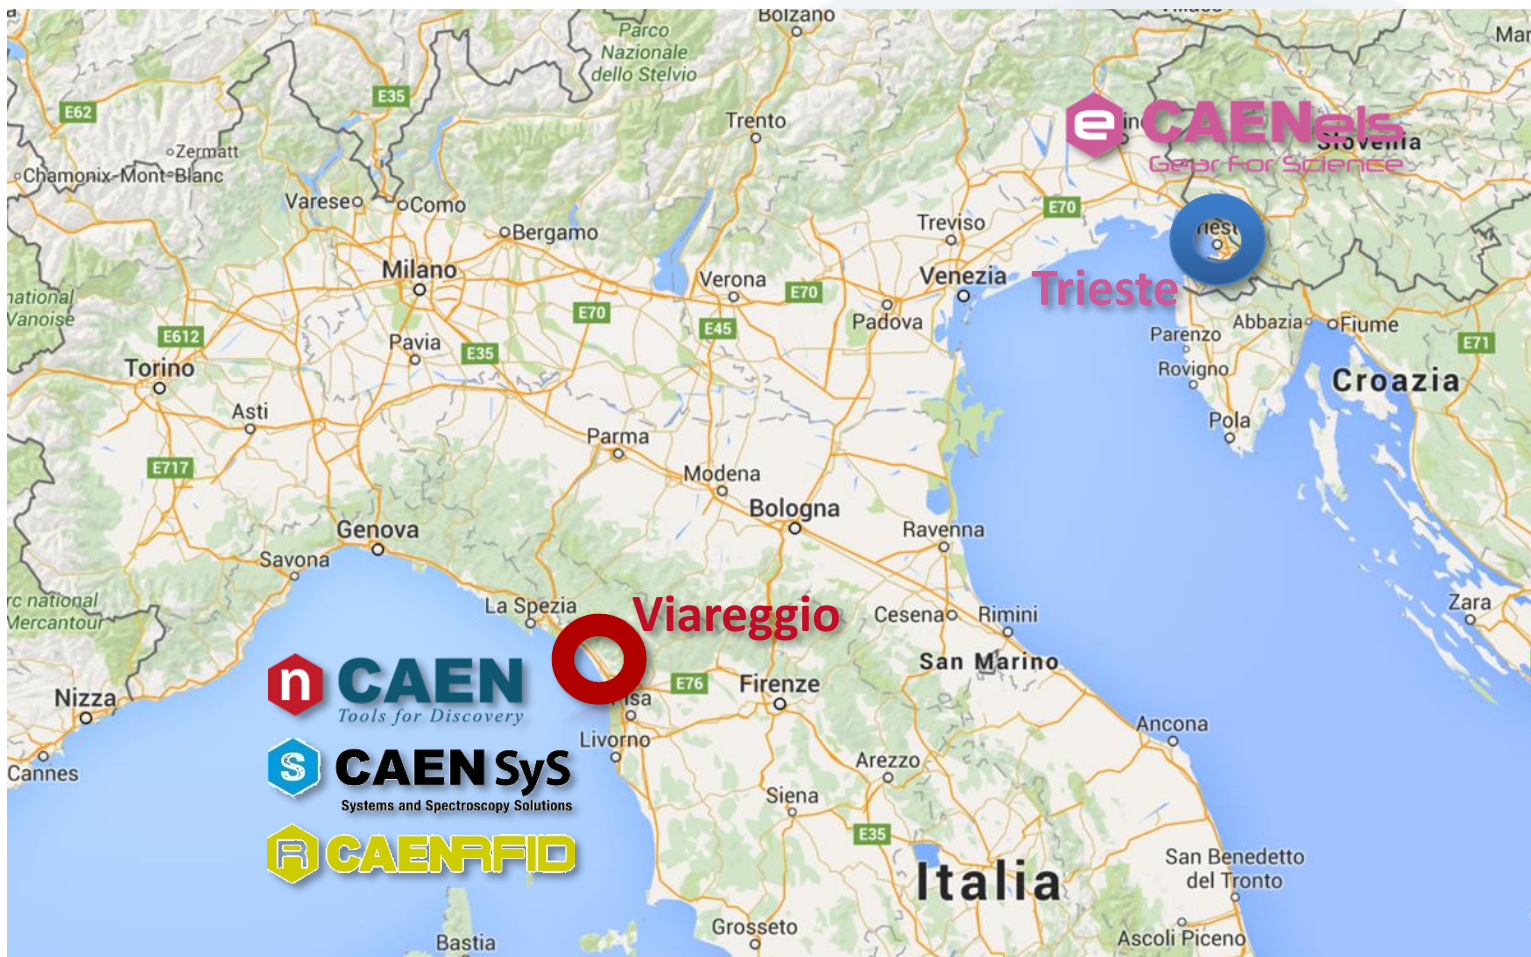 Bolzano
Parco
Nazionale
dello Stelvio
Mar
E35
E62
Trento
CAENels
Gear For Science
Slovenia
Zermatt
Chamonix-Mont-Blanc
Varese
Como
E70
Treviso
Bergamo
Milano
Verona
E70
Venezia
Trieste
national
Vanoise
E70
E45
Padova
Abbazia
Fiume
E612
Pavia
E35
Parenzo
E71
Torino
Rovigno
Croazia
Asti
Pola
Parma
E717
Modena
Bologna
Genova
Ravenna
Savona
rc national
Mercantour
La Spezia
Viareggio
Cesena
Rimini
Zara
n CAEN
Tools for Discovery
San Marino
E76
Firenze
Nizza
Livorno
Ancona
S CAEN SyS
Systems and Spectroscopy Solutions
Cannes
Arezzo
Siena
E35
R CAENRFID
San Benedetto
del Tronto
Italia
Grosseto
Bastia
Ascoli Piceno